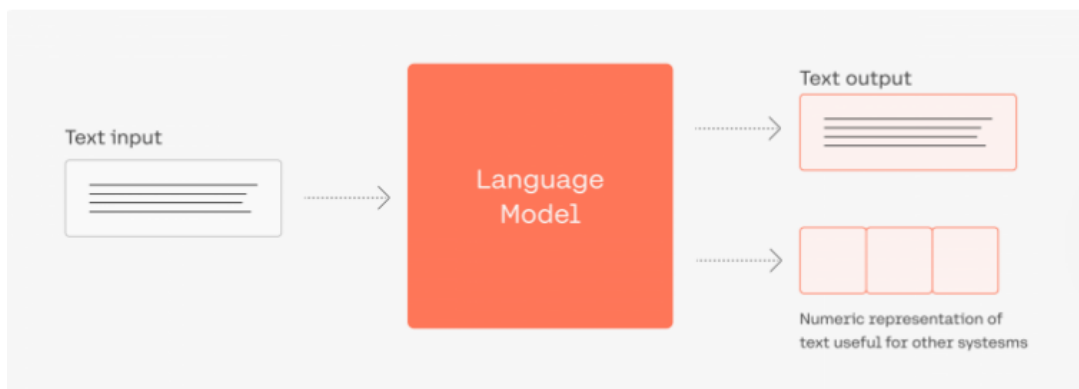 Text input
Language
Model
Text output
Numeric representation of
text useful for other systesms